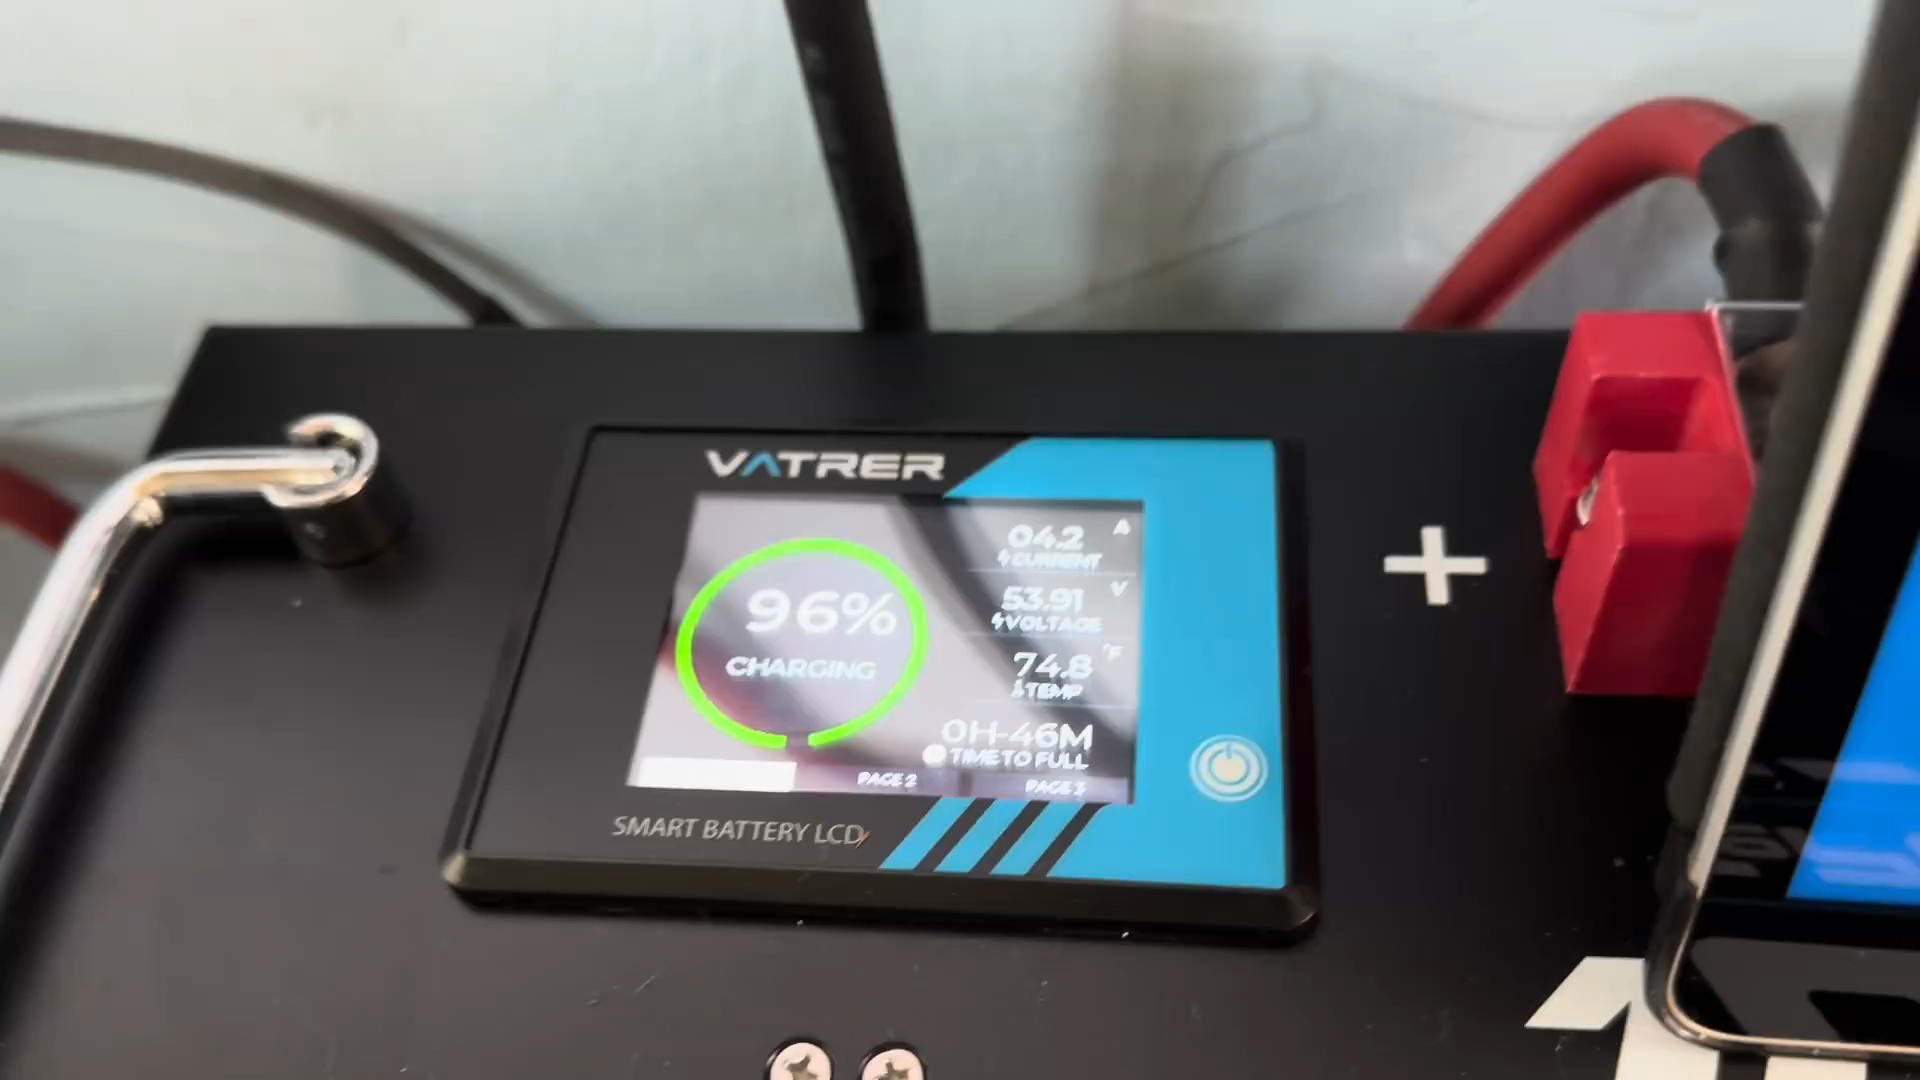 VATRER
96%
CHARGING
04.2 A
CURRENT
53.91 V
VOLTAGE
74.8 °F
TEMP
0H-46M
TIME TO FULL
PAGE 2
PAGE 3
SMART BATTERY LCD
+